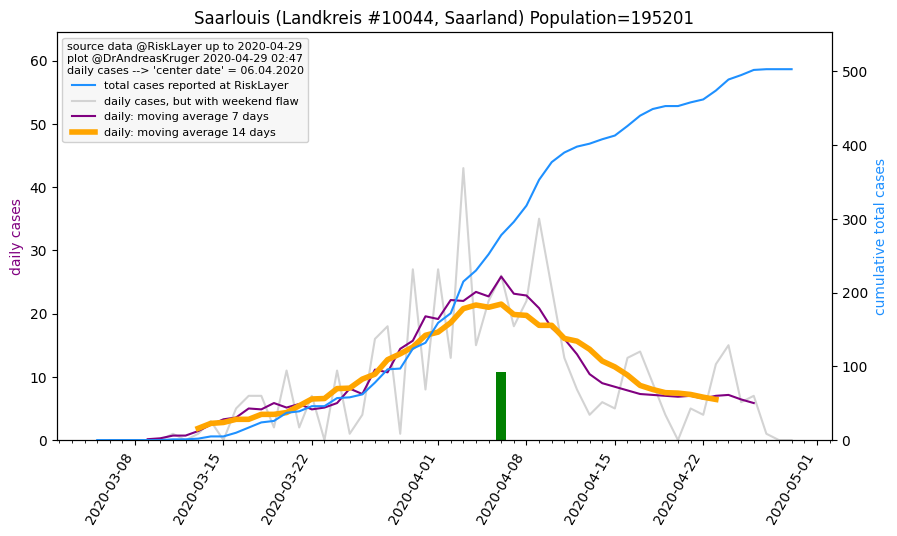 Saarlouis (Landkreis #10044, Saarland) Population=195201
source data @RiskLayer up to 2020-04-29
plot @DrAndreasKruger 2020-04-29 02:47
daily cases --> 'center date' = 06.04.2020
total cases reported at RiskLayer
daily cases, but with weekend flaw
daily: moving average 7 days
daily: moving average 14 days
daily cases
60
50
40
30
20
10
0
cumulative total cases
500
400
300
200
100
0
2020-03-08
2020-03-15
2020-03-22
2020-04-01
2020-04-08
2020-04-15
2020-04-22
2020-05-01